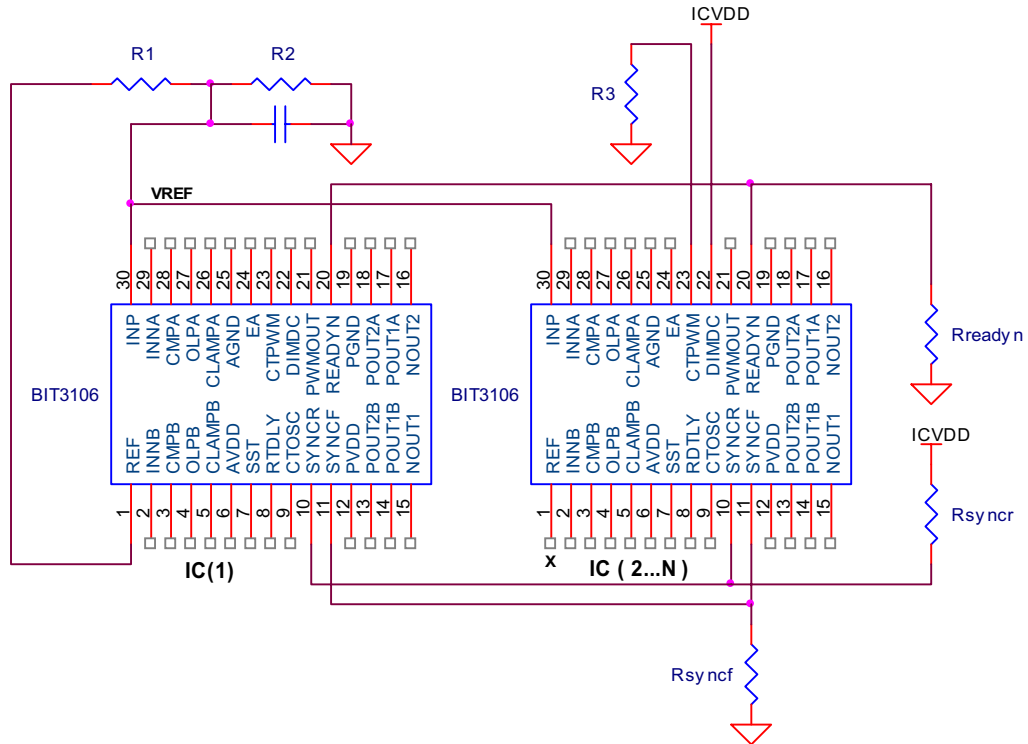 ICVDD
R1
R2
R3
VREF
30 29 28 27 26 25 24 23 22 21 20 19 18 17 16
30 29 28 27 26 25 24 23 22 21 20 19 18 17 16
INP INNA CMPA OLPA CLAMPA AGND EA CTPWM DIMDC PWMOUT READYN PGND POUT2A POUT1A NOUT2
INP INNA CMPA OLPA CLAMPA AGND EA CTPWM DIMDC PWMOUT READYN PGND POUT2A POUT1A NOUT2
Rreadyn
BIT3106
BIT3106
REF INNB CMPB OLPB CLAMPB AVDD SST RTDLY CTOSC SYNCR SYNCF PVDD POUT2B POUT1B NOUT1
REF INNB CMPB OLPB CLAMPB AVDD SST RDTLY CTOSC SYNCR SYNCF PVDD POUT2B POUT1B NOUT1
ICVDD
1 2 3 4 5 6 7 8 9 10 11 12 13 14 15
1 2 3 4 5 6 7 8 9 10 11 12 13 14 15
Rsyncr
x
IC(1)
IC ( 2...N )
Rsyncf